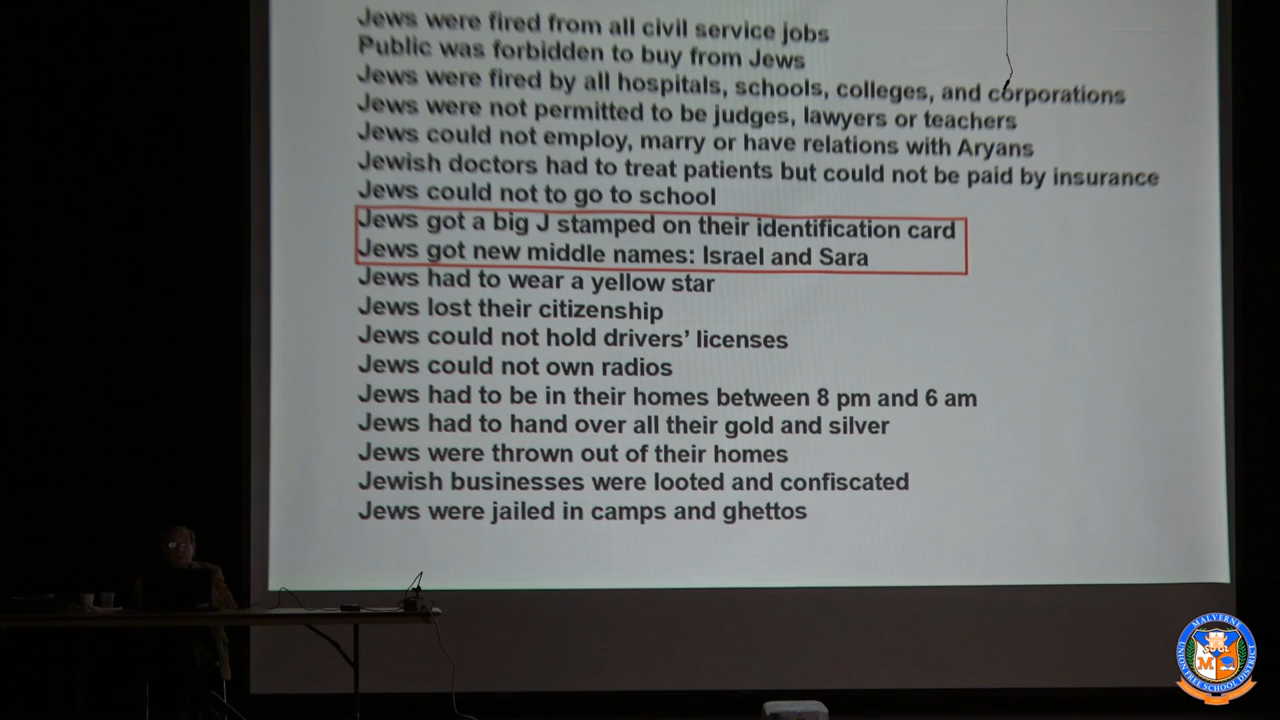 Jews were fired from all civil service jobs
Public was forbidden to buy from Jews
Jews were fired by all hospitals, schools, colleges, and corporations
Jews were not permitted to be judges, lawyers or teachers
Jews could not employ, marry or have relations with Aryans
Jewish doctors had to treat patients but could not be paid by insurance
Jews could not to go to school
Jews got a big J stamped on their identification card
Jews got new middle names: Israel and Sara
Jews had to wear a yellow star
Jews lost their citizenship
Jews could not hold drivers’ licenses
Jews could not own radios
Jews had to be in their homes between 8 pm and 6 am
Jews had to hand over all their gold and silver
Jews were thrown out of their homes
Jewish businesses were looted and confiscated
Jews were jailed in camps and ghettos
MALVERNE
UNION FREE SCHOOL DISTRICT
M